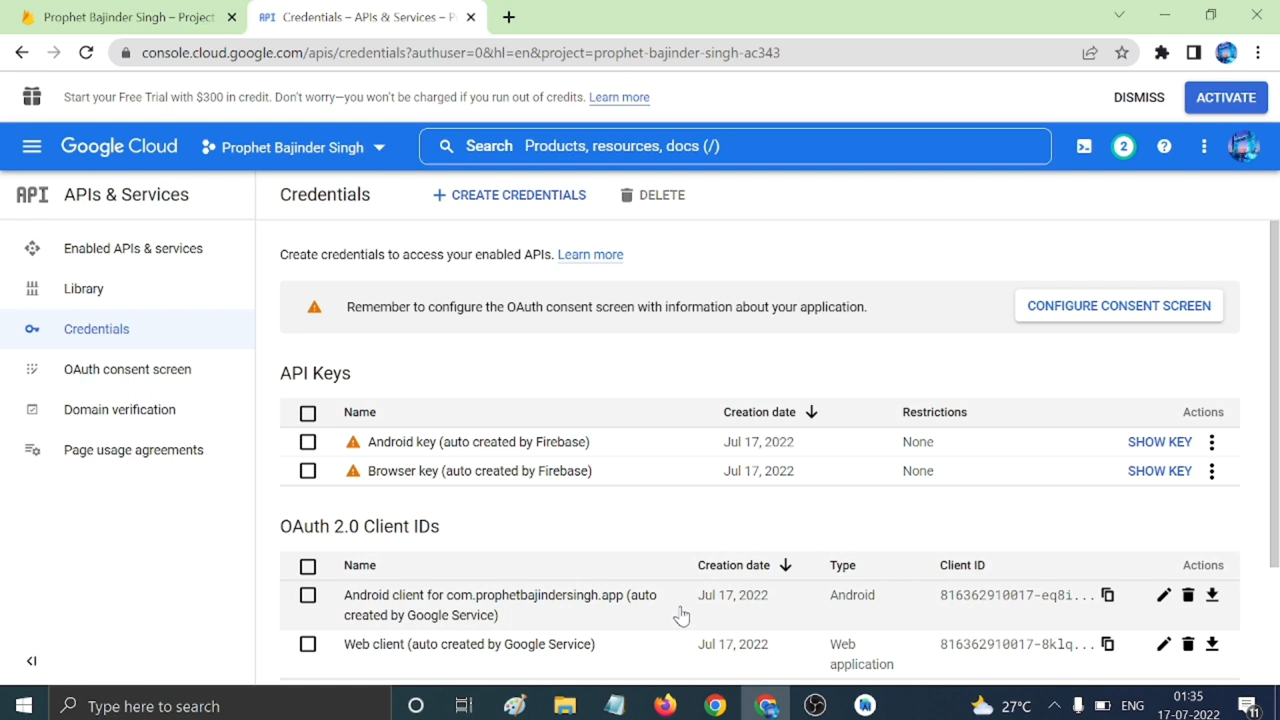 Prophet Bajinder Singh – Project
API Credentials – APIs & Services – P
console.cloud.google.com/apis/credentials?authuser=0&hl=en&project=prophet-bajinder-singh-ac343
Start your Free Trial with $300 in credit. Don't worry—you won't be charged if you run out of credits. Learn more
DISMISS
ACTIVATE
Google Cloud
Prophet Bajinder Singh
Search Products, resources, docs (/)
2
API APIs & Services
Credentials
+ CREATE CREDENTIALS
DELETE
Enabled APIs & services
Library
Credentials
OAuth consent screen
Domain verification
Page usage agreements
Create credentials to access your enabled APIs. Learn more
Remember to configure the OAuth consent screen with information about your application.
CONFIGURE CONSENT SCREEN
API Keys
Name Creation date Restrictions Actions
Android key (auto created by Firebase) Jul 17, 2022 None SHOW KEY
Browser key (auto created by Firebase) Jul 17, 2022 None SHOW KEY
OAuth 2.0 Client IDs
Name Creation date Type Client ID Actions
Android client for com.prophetbajindersingh.app (auto Jul 17, 2022 Android 816362910017-eq8i...
created by Google Service)
Web client (auto created by Google Service) Jul 17, 2022 Web 816362910017-8klq...
application
Type here to search
27°C
ENG
01:35
17-07-2022
11